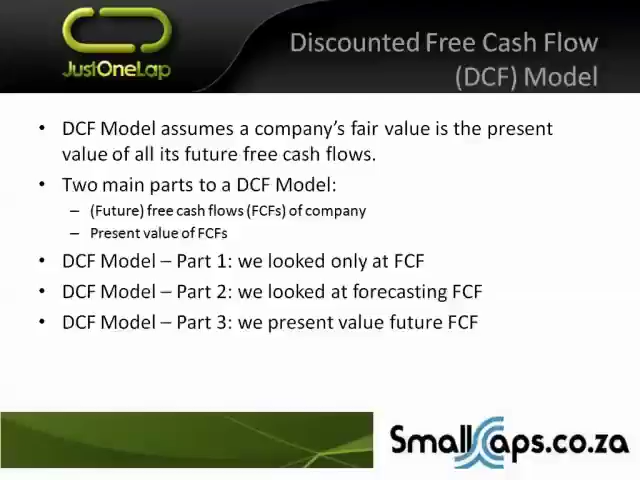 JustOneLap
Discounted Free Cash Flow
(DCF) Model
• DCF Model assumes a company's fair value is the present
value of all its future free cash flows.
• Two main parts to a DCF Model:
– (Future) free cash flows (FCFs) of company
– Present value of FCFs
• DCF Model – Part 1: we looked only at FCF
• DCF Model – Part 2: we looked at forecasting FCF
• DCF Model – Part 3: we present value future FCF
SmallCaps.co.za